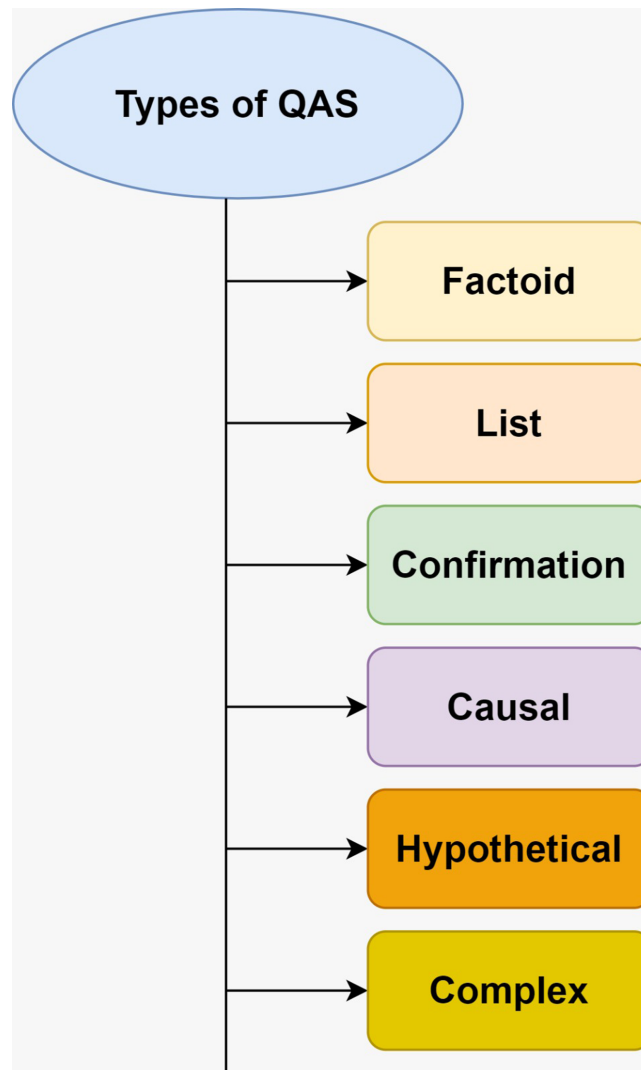 Types of QAS
Factoid
List
Confirmation
Causal
Hypothetical
Complex